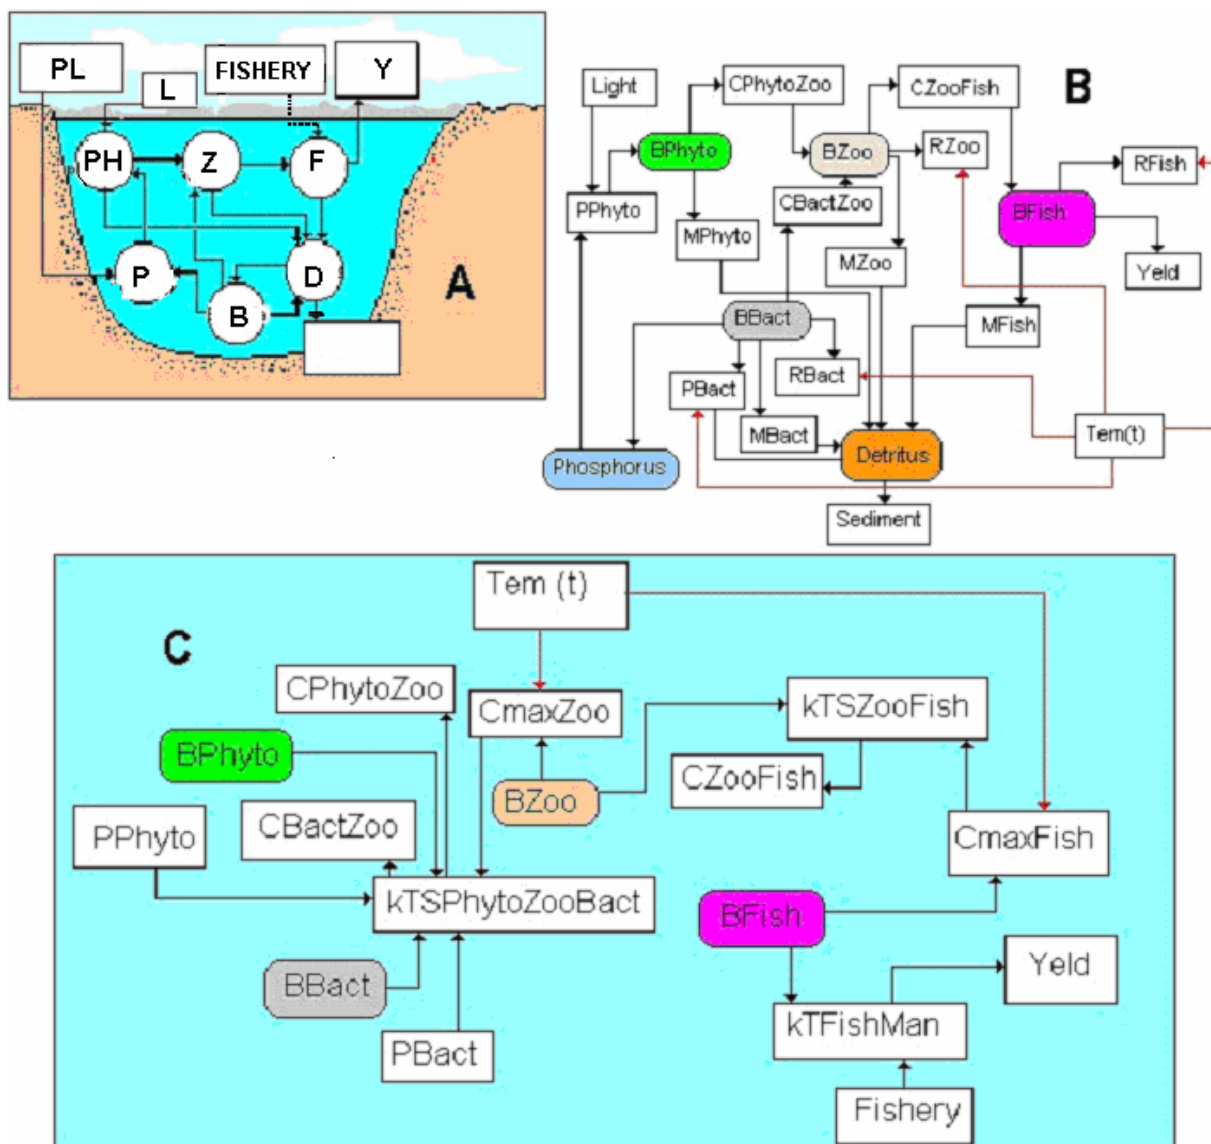 PL
L
FISHERY
Y
PH
Z
F
P
B
D
A
Light
CPhytoZoo
CZooFish
B
BPhyto
BZoo
RZoo
RFish
PPhyto
CBactZoo
BFish
MPhyto
MZoo
Yeld
BBact
MFish
PBact
RBact
MBact
Tem(t)
Phosphorus
Detritus
Sediment
Tem (t)
C
CPhytoZoo
CmaxZoo
kTSZooFish
BPhyto
CZooFish
BZoo
PPhyto
CBactZoo
CmaxFish
kTSPhytoZooBact
BFish
BBact
Yeld
kTFishMan
PBact
Fishery